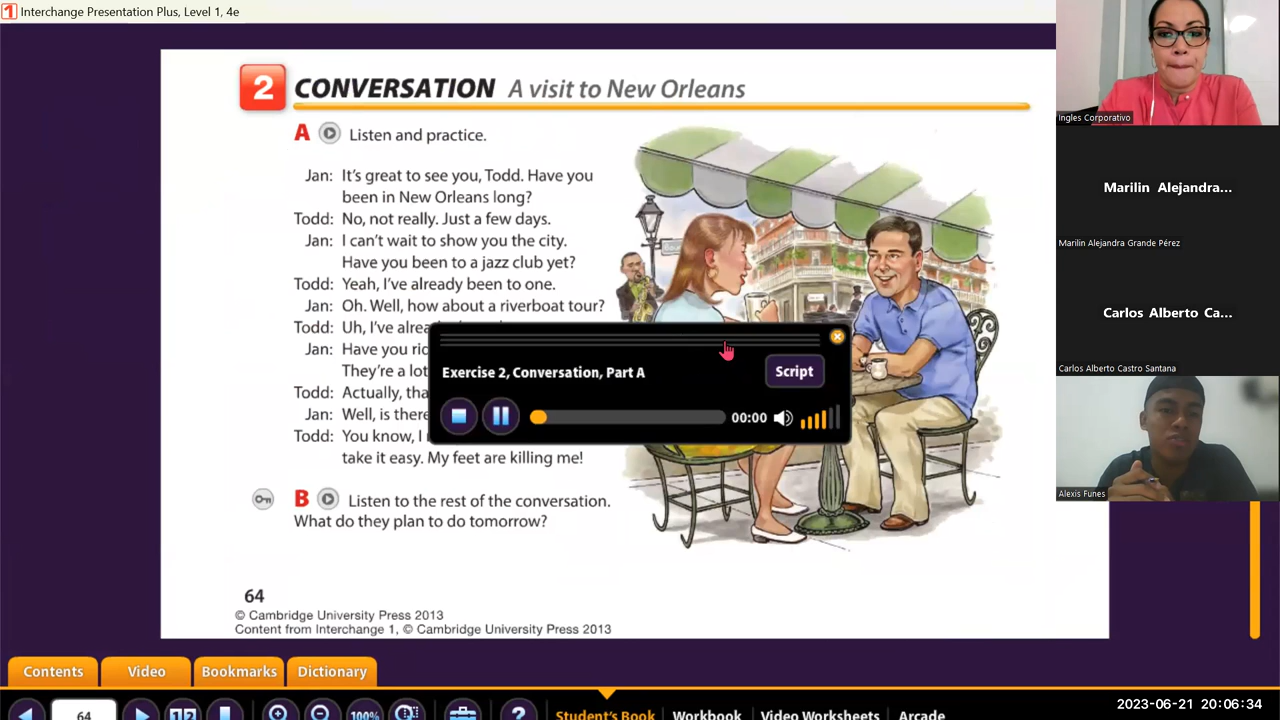 Interchange Presentation Plus, Level 1, 4e
2 CONVERSATION A visit to New Orleans
A Listen and practice.
Jan: It's great to see you, Todd. Have you
been in New Orleans long?
Todd: No, not really. Just a few days.
Jan: I can't wait to show you the city.
Have you been to a jazz club yet?
Todd: Yeah, I've already been to one.
Jan: Oh. Well, how about a riverboat tour?
Todd: Uh, I've
Jan: Have you
They're a lot
Todd: Actually,
Jan: Well, is
Todd: You know, I
take it easy. My feet are killing me!
Exercise 2, Conversation, Part A
Script
00:00
B Listen to the rest of the conversation.
What do they plan to do tomorrow?
64
© Cambridge University Press 2013
Content from Interchange 1, © Cambridge University Press 2013
Ingles Corporativo
Marilin Alejandra...
Marilin Alejandra Grande Pérez
Carlos Alberto Ca...
Carlos Alberto Castro Santana
Alexis Funes
Contents Video Bookmarks Dictionary
64 1 2 100% ? Student's Book Workbook Video Worksheets Arcade
2023-06-21 20:06:34